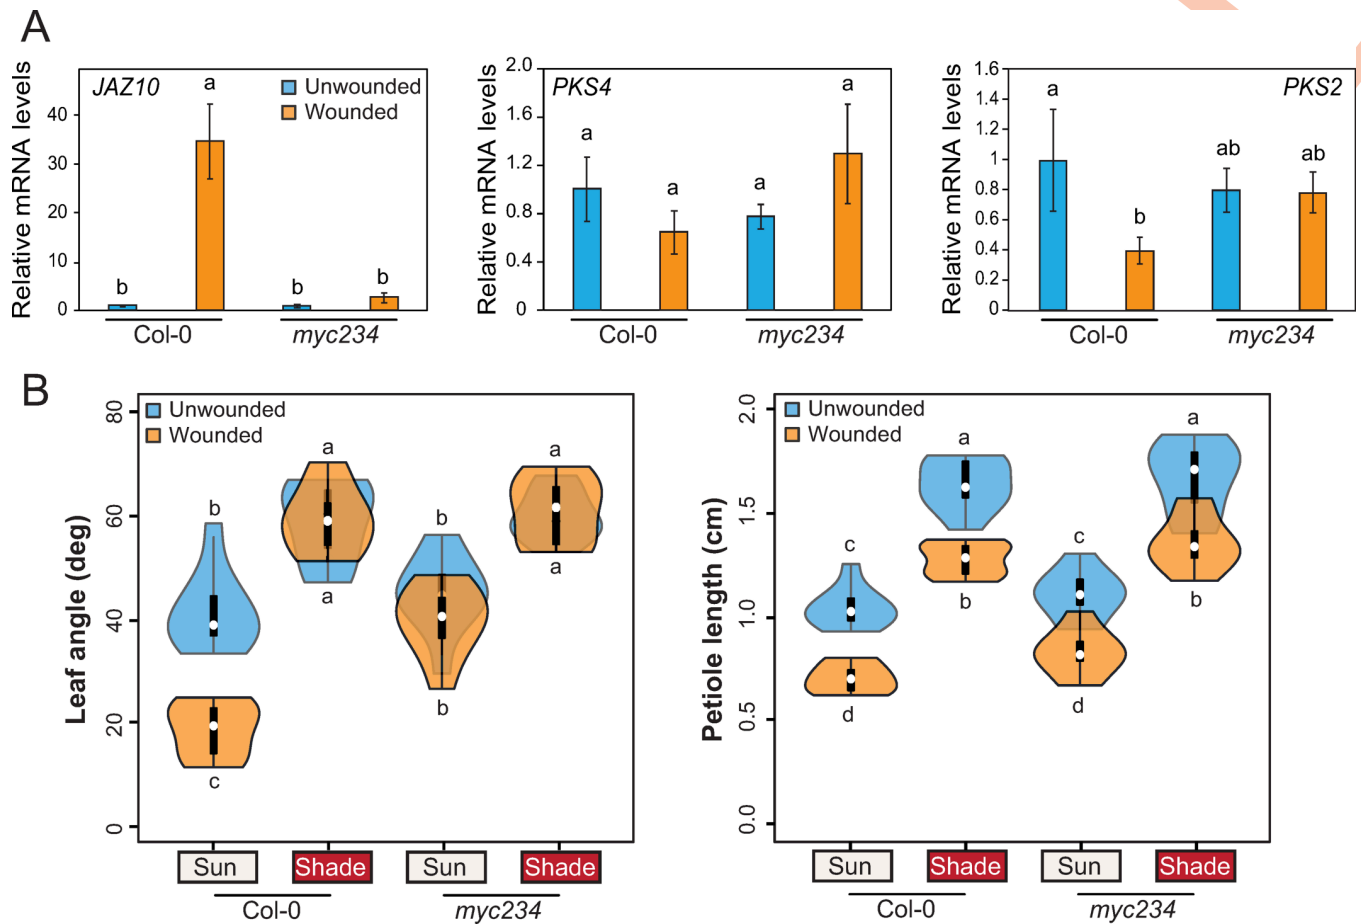 A
Relative mRNA levels
JAZ10
Unwounded
Wounded
40
30
20
10
0
b
a
b
b
Col-0
myc234
Relative mRNA levels
PKS4
2.0
1.6
1.2
0.8
0.4
0
a
a
a
a
Col-0
myc234
Relative mRNA levels
PKS2
1.6
1.4
1.2
1
0.8
0.6
0.4
0.2
0
a
b
ab
ab
Col-0
myc234
B
Leaf angle (deg)
Unwounded
Wounded
80
60
40
20
0
b
a
b
a
c
a
b
a
Sun
Shade
Sun
Shade
Col-0
myc234
Petiole length (cm)
Unwounded
Wounded
2.0
1.5
1.0
0.5
0.0
c
a
c
a
d
b
d
b
Sun
Shade
Sun
Shade
Col-0
myc234